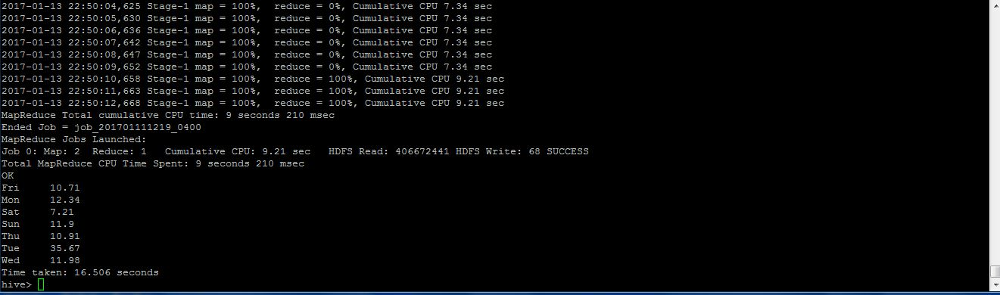 2017-01-13 22:50:04,625 Stage-1 map = 100%,  reduce = 0%, Cumulative CPU 7.34 sec
2017-01-13 22:50:05,630 Stage-1 map = 100%,  reduce = 0%, Cumulative CPU 7.34 sec
2017-01-13 22:50:06,636 Stage-1 map = 100%,  reduce = 0%, Cumulative CPU 7.34 sec
2017-01-13 22:50:07,642 Stage-1 map = 100%,  reduce = 0%, Cumulative CPU 7.34 sec
2017-01-13 22:50:08,647 Stage-1 map = 100%,  reduce = 0%, Cumulative CPU 7.34 sec
2017-01-13 22:50:09,652 Stage-1 map = 100%,  reduce = 0%, Cumulative CPU 7.34 sec
2017-01-13 22:50:10,658 Stage-1 map = 100%,  reduce = 100%, Cumulative CPU 9.21 sec
2017-01-13 22:50:11,663 Stage-1 map = 100%,  reduce = 100%, Cumulative CPU 9.21 sec
2017-01-13 22:50:12,668 Stage-1 map = 100%,  reduce = 100%, Cumulative CPU 9.21 sec
MapReduce Total cumulative CPU time: 9 seconds 210 msec
Ended Job = job_201701111219_0400
MapReduce Jobs Launched:
Job 0: Map: 2  Reduce: 1   Cumulative CPU: 9.21 sec   HDFS Read: 406672441 HDFS Write: 68 SUCCESS
Total MapReduce CPU Time Spent: 9 seconds 210 msec
OK
Fri     10.71
Mon     12.34
Sat     7.21
Sun     11.9
Thu     10.91
Tue     35.67
Wed     11.98
Time taken: 16.506 seconds
hive>